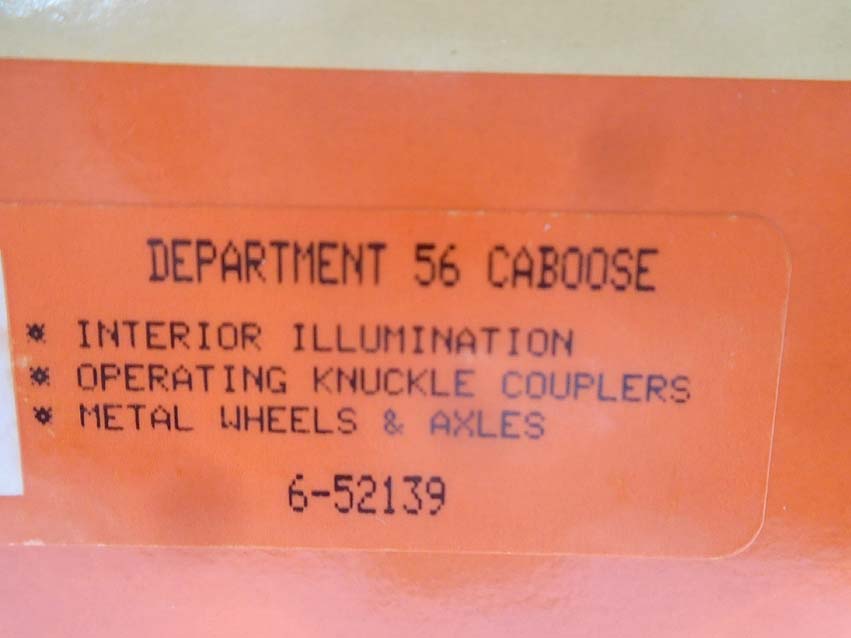 DEPARTMENT 56 CABOOSE
* INTERIOR ILLUMINATION
* OPERATING KNUCKLE COUPLERS
* METAL WHEELS & AXLES
6-52139